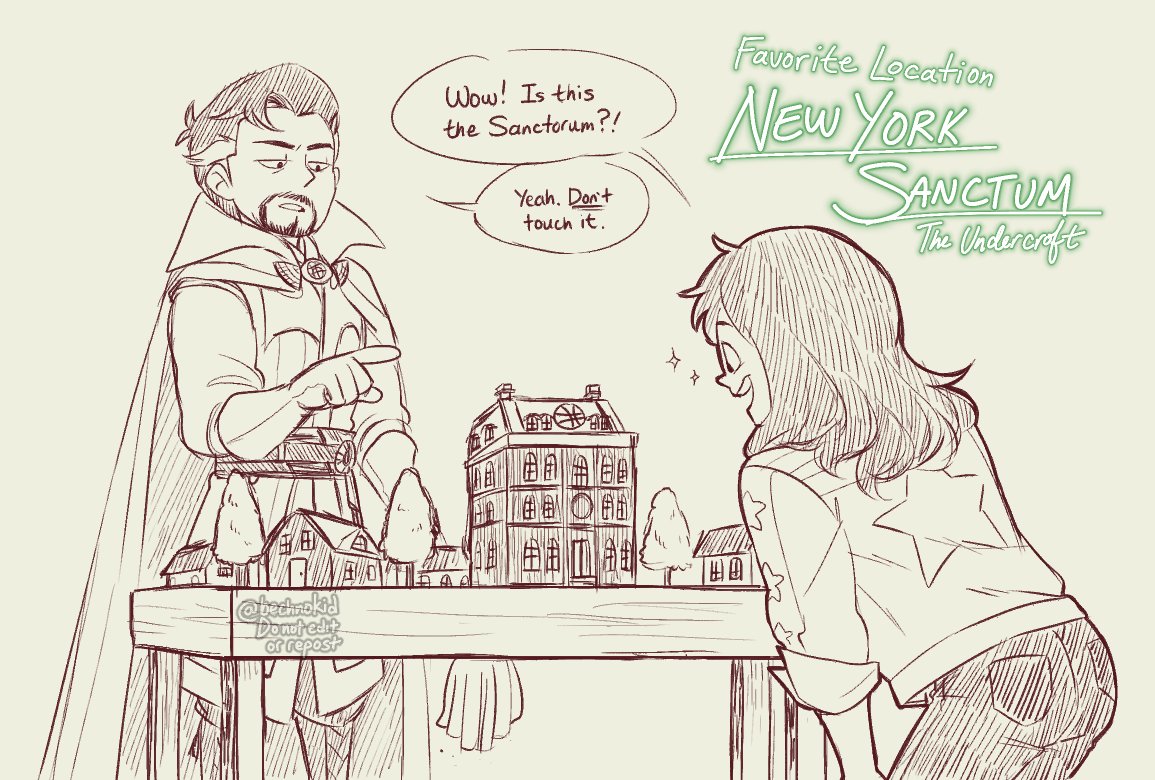 Wow! Is this
the Sanctorum?!
Yeah. Don't
touch it.
Favorite Location
NEW YORK
SANCTUM
The Undercroft
@bechnokid
Do not edit
or repost